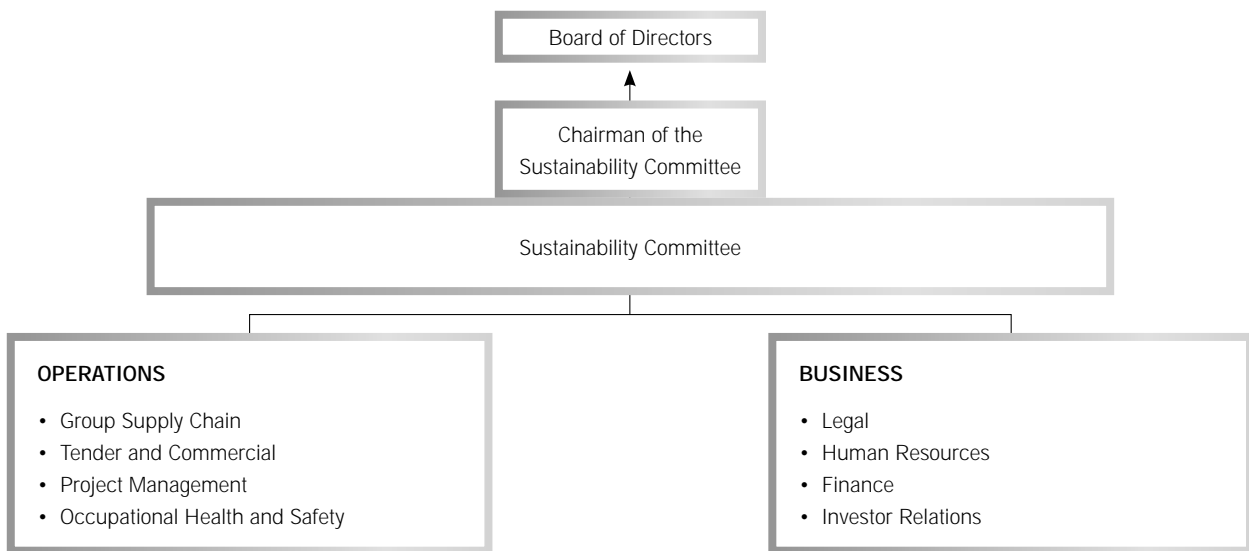 Board of Directors
Chairman of the
Sustainability Committee
Sustainability Committee
OPERATIONS
• Group Supply Chain
• Tender and Commercial
• Project Management
• Occupational Health and Safety
BUSINESS
• Legal
• Human Resources
• Finance
• Investor Relations